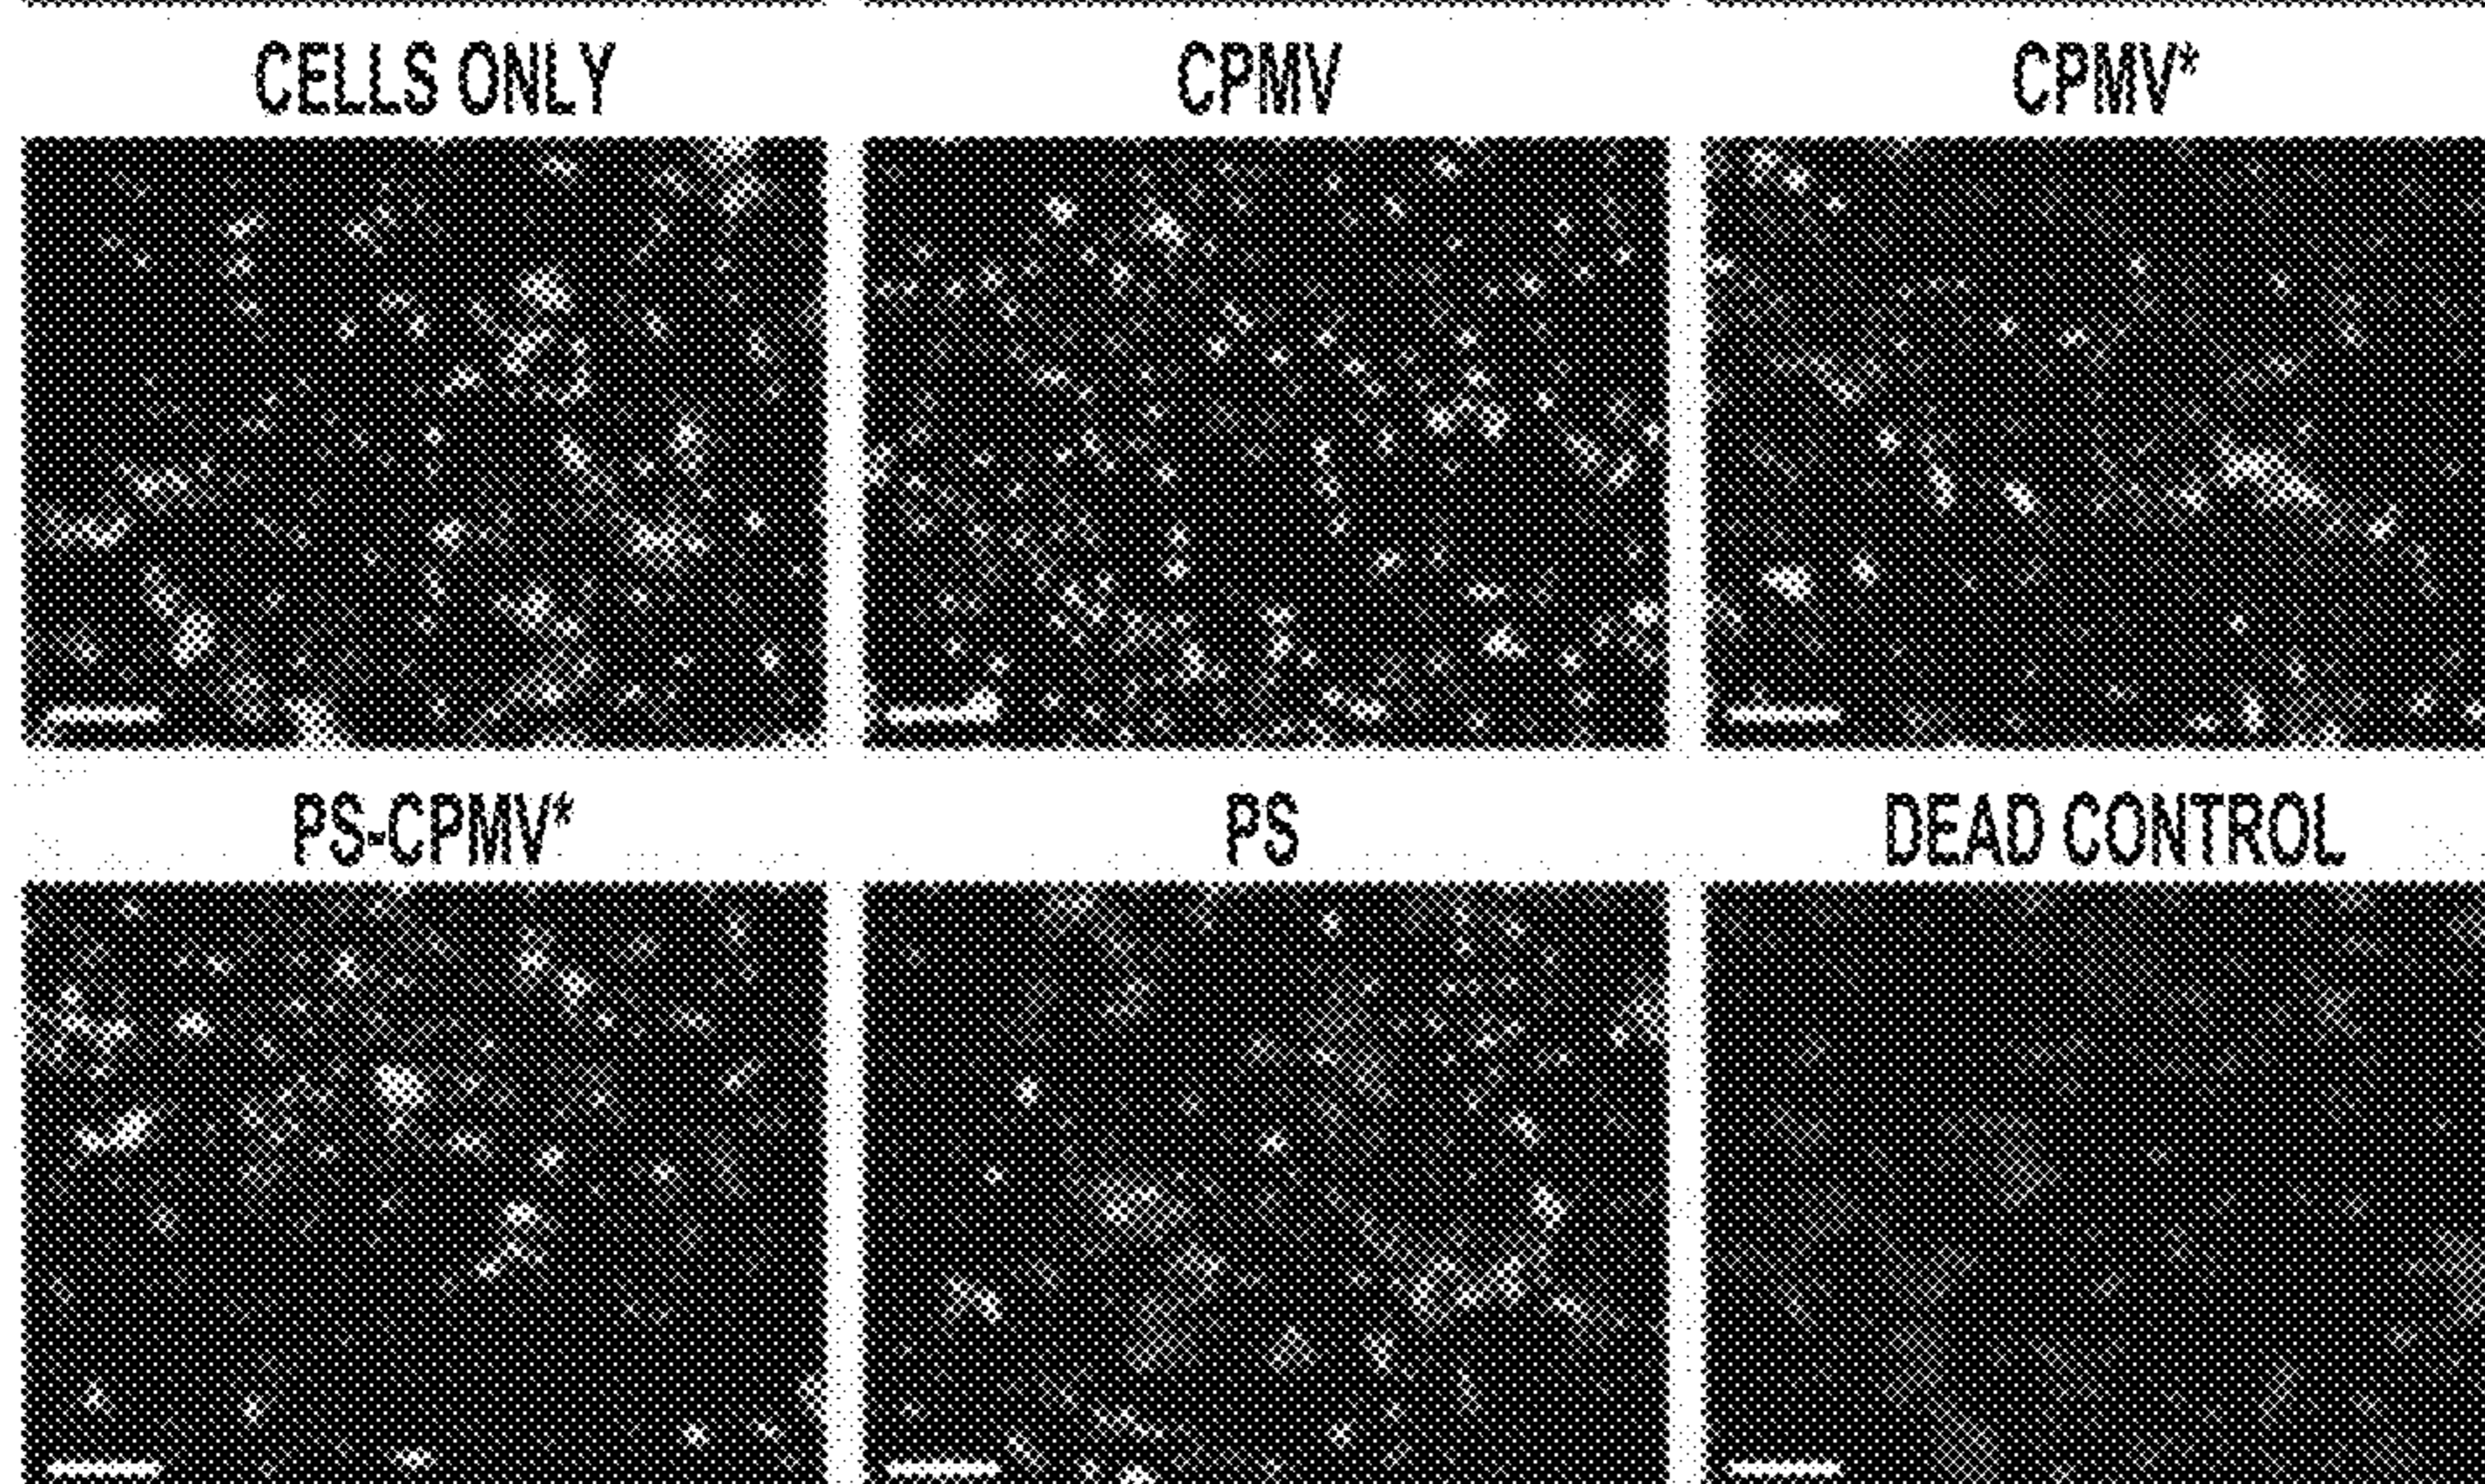 CELLS ONLY
CPMV
CPMV*
PS-CPMV*
PS
DEAD CONTROL